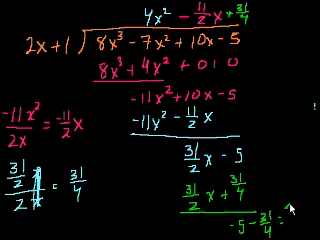 4x² - 11/2 x + 31/4
2x + 1 √ 8x³ - 7x² + 10x - 5
8x³ + 4x² + 0 1 0
-11x² + 10x - 5
-11x²/2x = -11/2 x
-11x² - 11/2 x
31/2 x - 5
31/2 x / 2x = 31/4
31/2 x + 31/4
-5 - 31/4 =